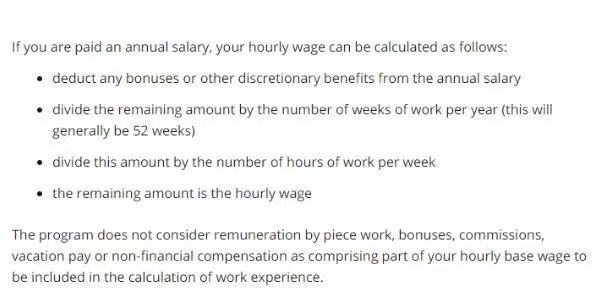 If you are paid an annual salary, your hourly wage can be calculated as follows:
• deduct any bonuses or other discretionary benefits from the annual salary
• divide the remaining amount by the number of weeks of work per year (this will
generally be 52 weeks)
• divide this amount by the number of hours of work per week
• the remaining amount is the hourly wage
The program does not consider remuneration by piece work, bonuses, commissions,
vacation pay or non-financial compensation as comprising part of your hourly base wage to
be included in the calculation of work experience.